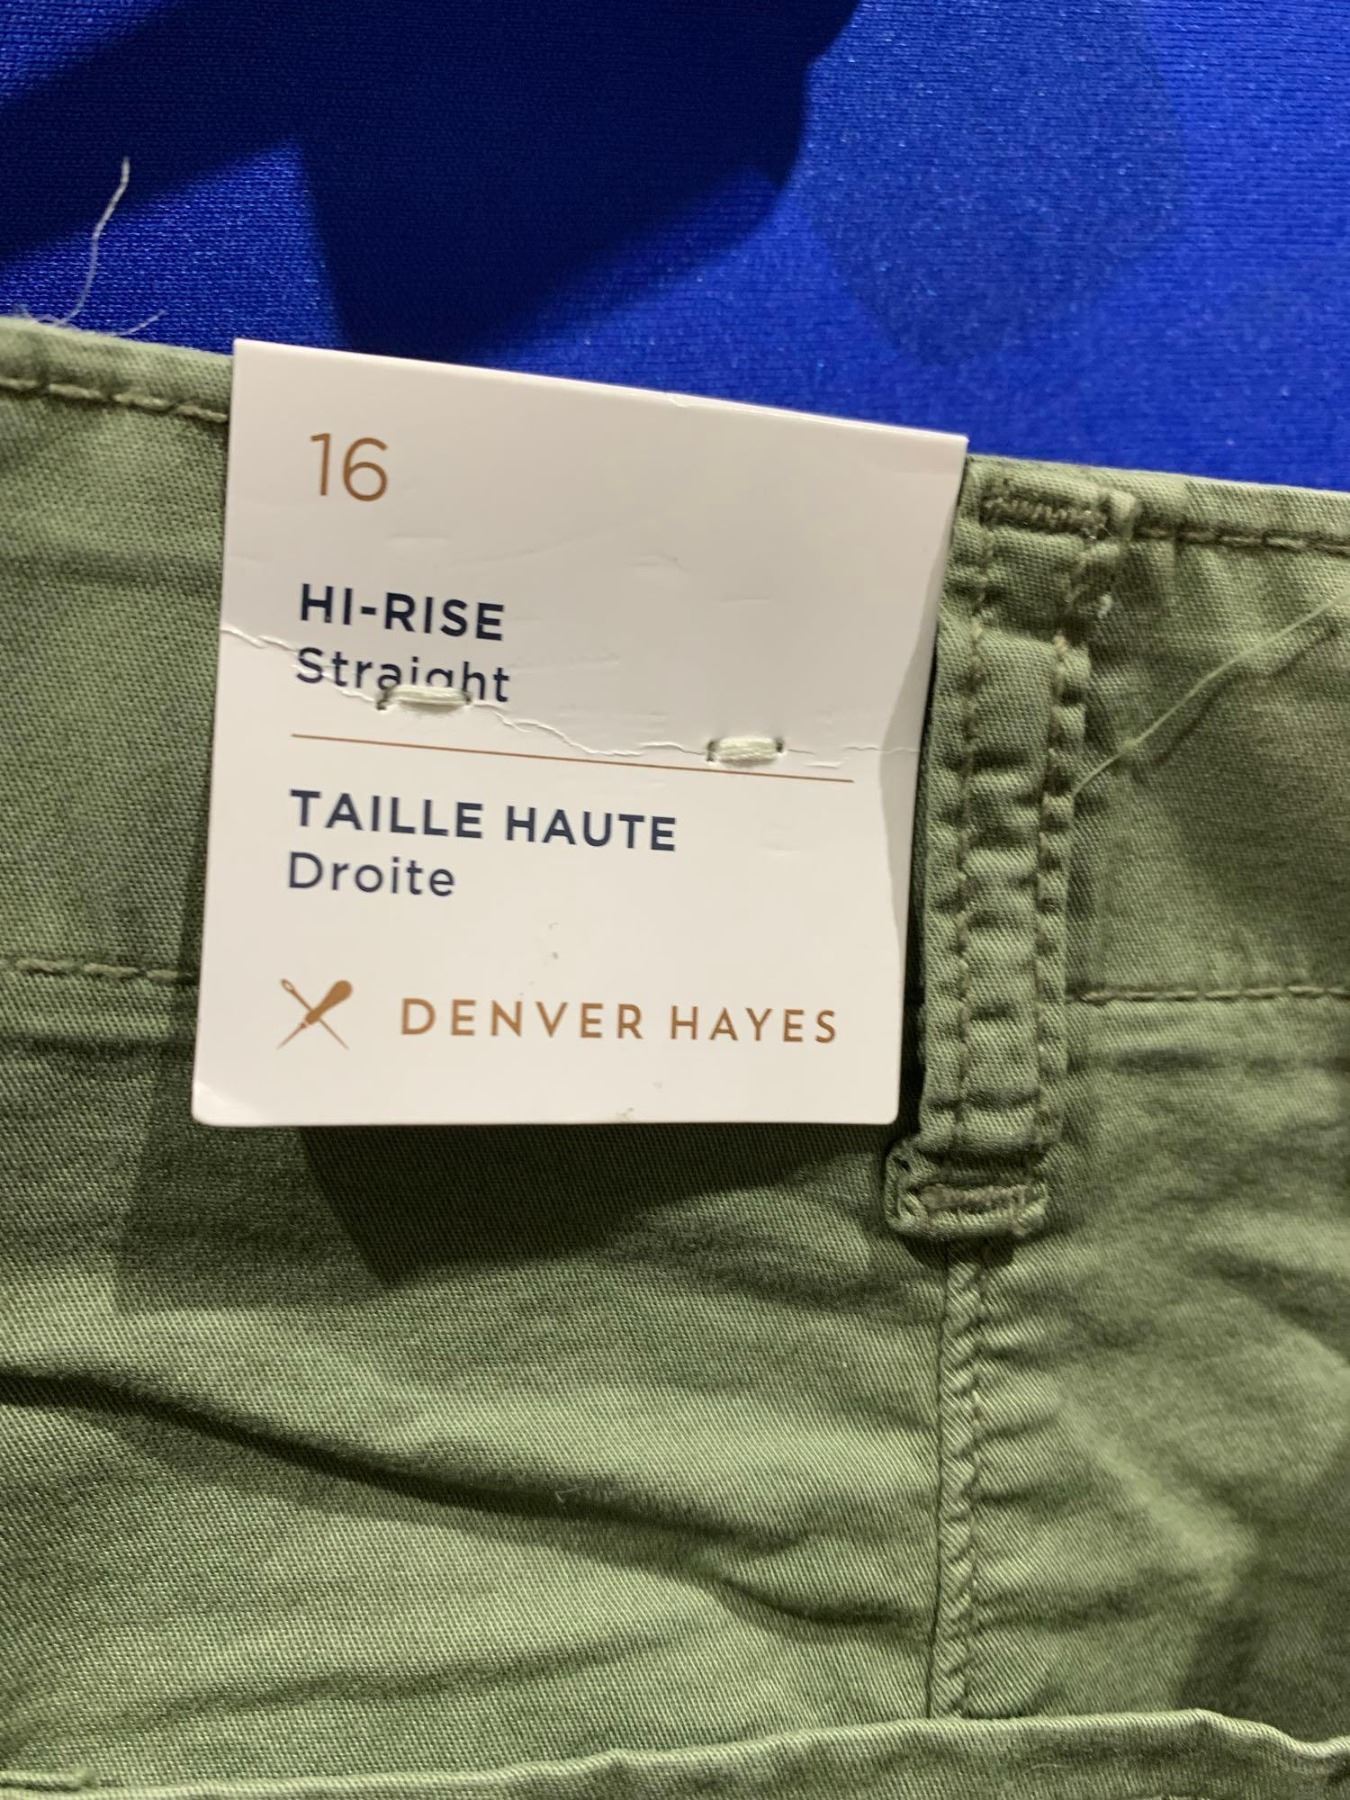 16
HI-RISE
Straight
TAILLE HAUTE
Droite
DENVER HAYES